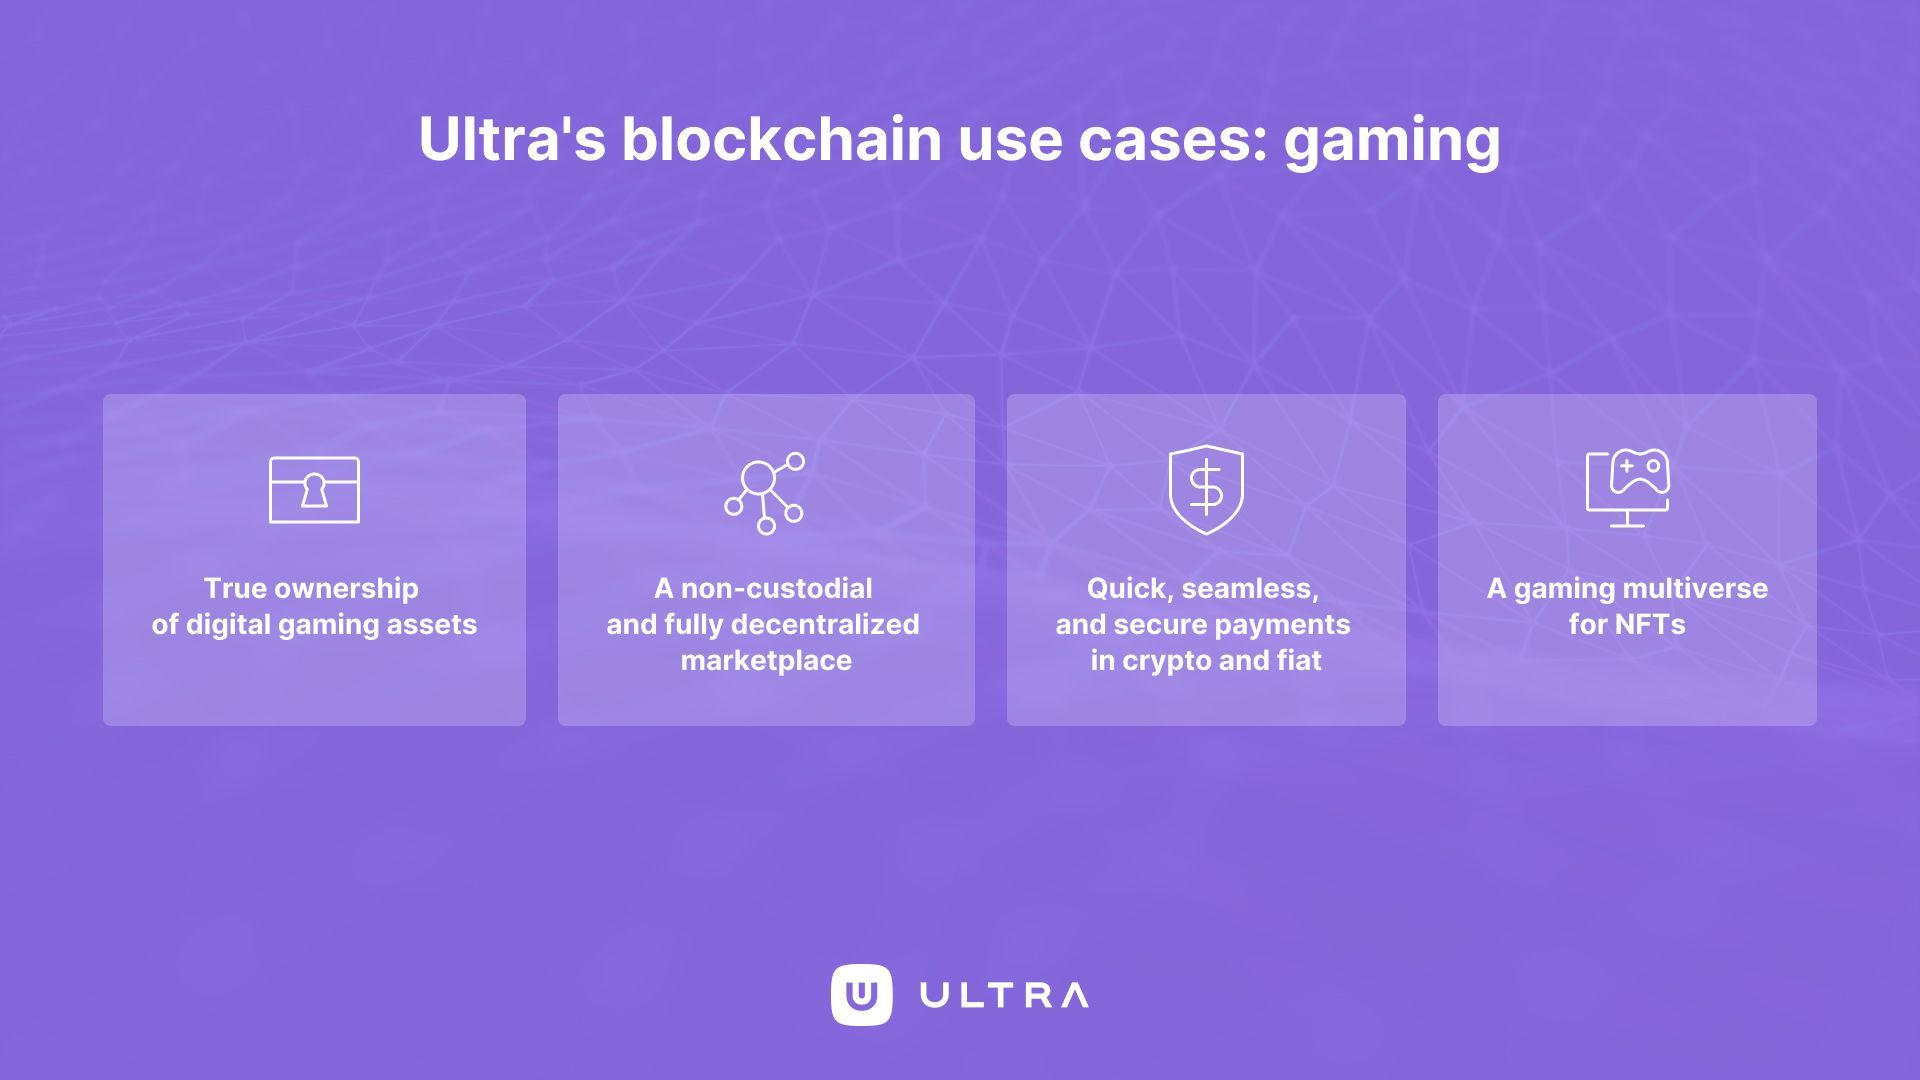 Ultra's blockchain use cases: gaming
True ownership
of digital gaming assets
A non-custodial
and fully decentralized
marketplace
Quick, seamless,
and secure payments
in crypto and fiat
A gaming multiverse
for NFTs
ULTRA